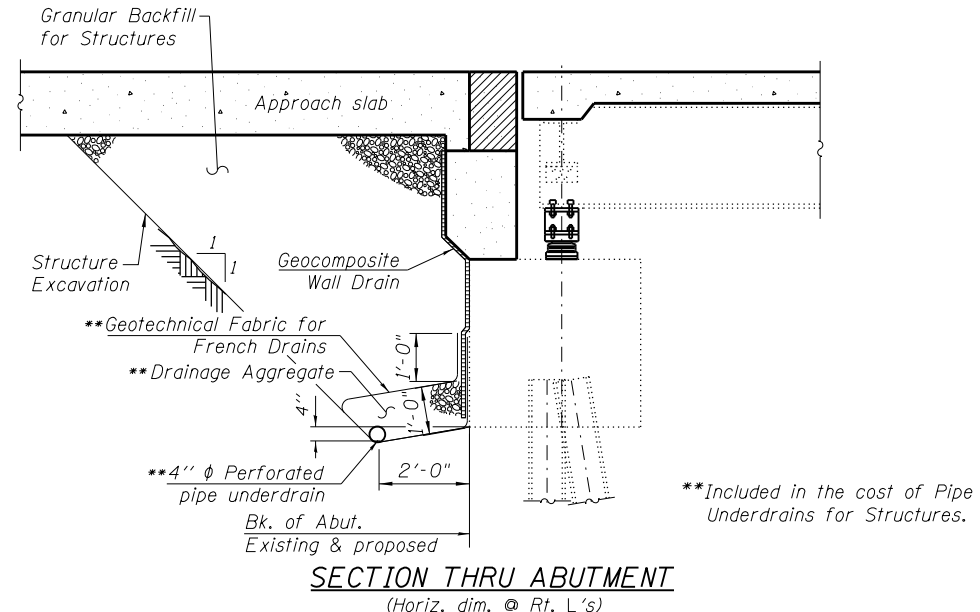 Granular Backfill
for Structures
Approach slab
Structure
Excavation
1
1
Geocomposite
Wall Drain
**Geotechnical Fabric for
French Drains
**Drainage Aggregate
1'-0"
1'-0"
4"
**4" ϕ Perforated
pipe underdrain
2'-0"
Bk. of Abut.
Existing & proposed
**Included in the cost of Pipe
Underdrains for Structures.
SECTION THRU ABUTMENT
(Horiz. dim. @ Rt. L's)